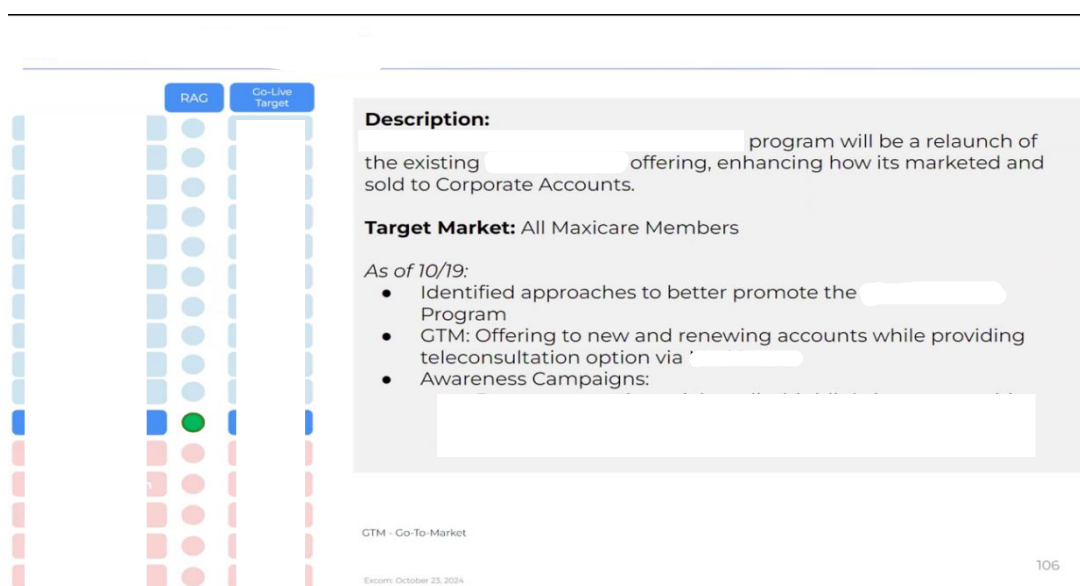 RAG
Go-Live
Target
Description:
program will be a relaunch of
the existing offering, enhancing how its marketed and
sold to Corporate Accounts.
Target Market: All Maxicare Members
As of 10/19:
● Identified approaches to better promote the
Program
● GTM: Offering to new and renewing accounts while providing
teleconsultation option via
● Awareness Campaigns:
GTM - Go-To-Market
106
Excom: October 23, 2024